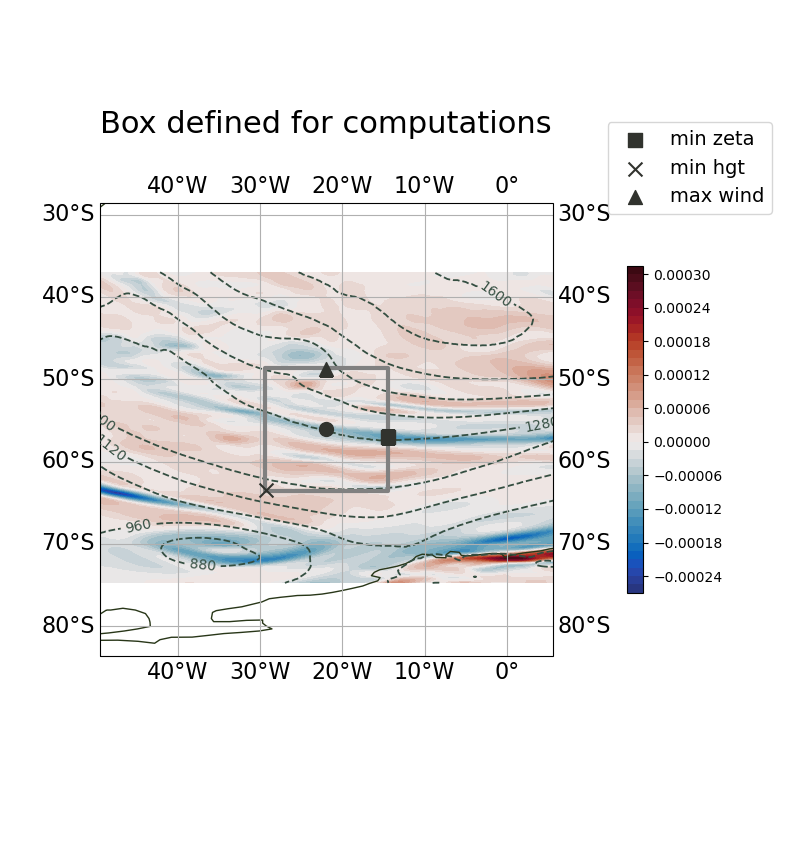 Box defined for computations
min zeta
min hgt
max wind
40°W 30°W 20°W 10°W 0°
30°S 30°S
40°S 40°S
50°S 50°S
60°S 60°S
70°S 70°S
80°S 80°S
40°W 30°W 20°W 10°W 0°
1600
1280
00
1120
960
880
0.00030
0.00024
0.00018
0.00012
0.00006
0.00000
−0.00006
−0.00012
−0.00018
−0.00024